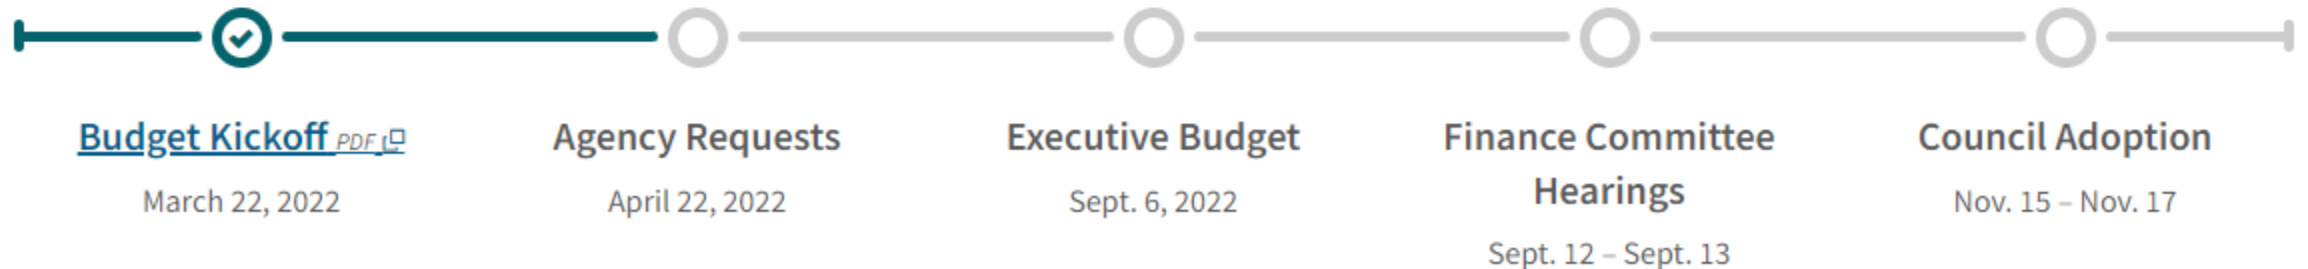 Budget Kickoff PDF
March 22, 2022
Agency Requests
April 22, 2022
Executive Budget
Sept. 6, 2022
Finance Committee
Hearings
Sept. 12 – Sept. 13
Council Adoption
Nov. 15 – Nov. 17